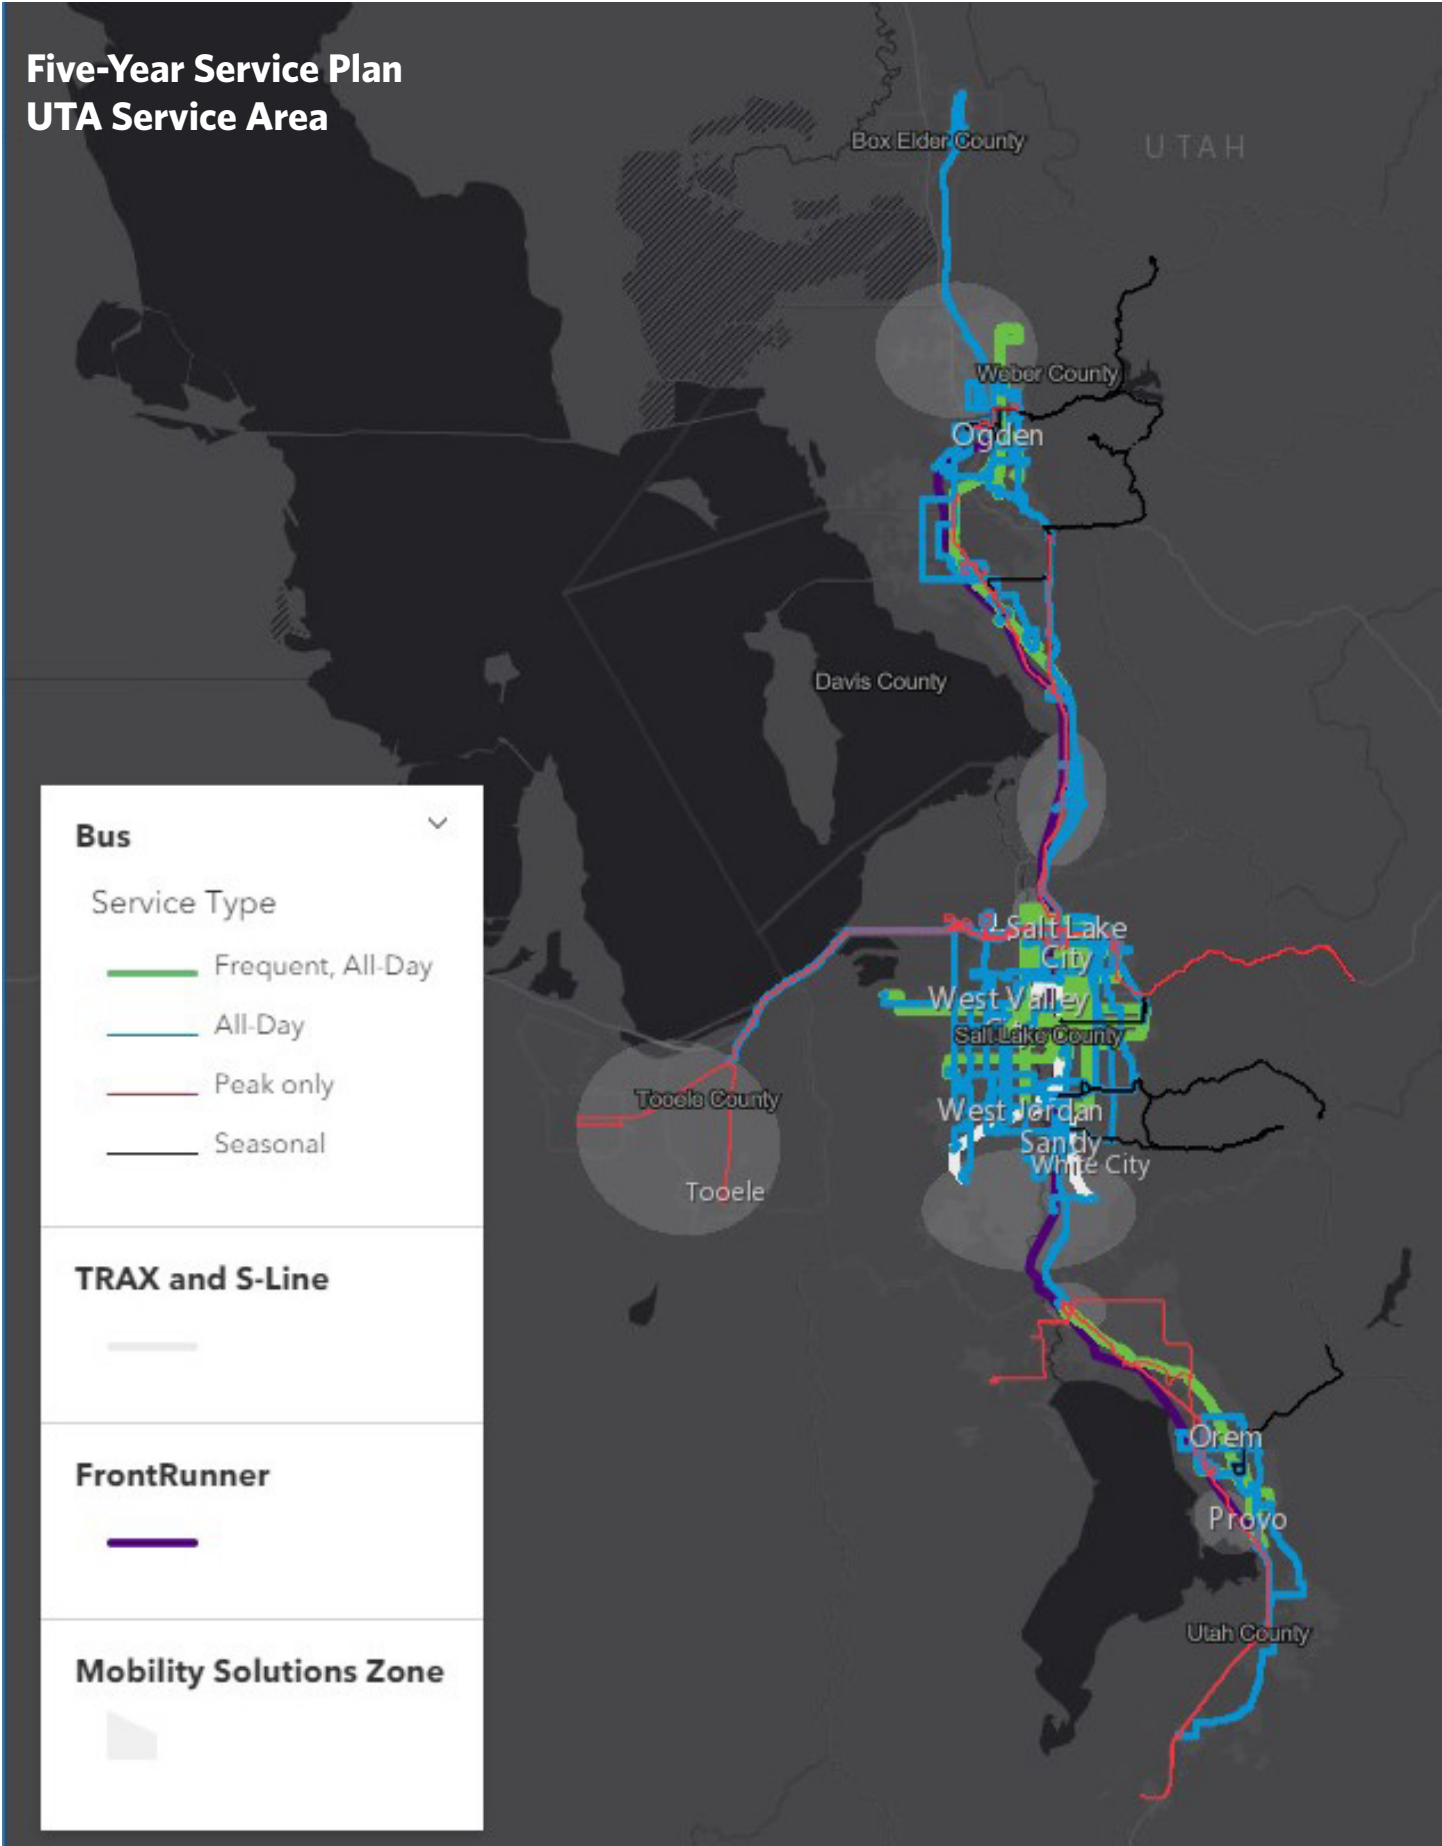 Five-Year Service Plan
UTA Service Area
Box Elder County
UTAH
Weber County
Ogden
Davis County
Bus
Service Type
Frequent, All-Day
All-Day
Peak only
Seasonal
TRAX and S-Line
FrontRunner
Mobility Solutions Zone
Salt Lake
City
West Valley
Salt Lake County
Tooele County
West Jordan
Sandy
White City
Tooele
Orem
Provo
Utah County